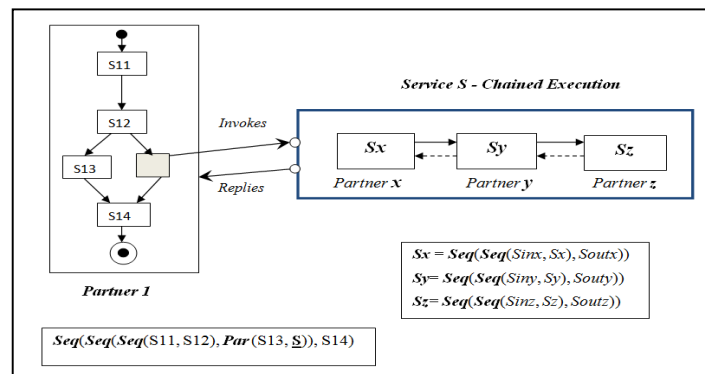 S11
Service S - Chained Execution
S12
Invokes
Sx
Sy
Sz
S13
Partner x
Partner y
Partner z
Replies
S14
Sx = Seq(Seq(Sinx, Sx), Soutx))
Sy= Seq(Seq(Siny, Sy), Souty))
Sz= Seq(Seq(Sinz, Sz), Soutz))
Partner 1
Seq(Seq(Seq(S11, S12), Par(S13, S)), S14)